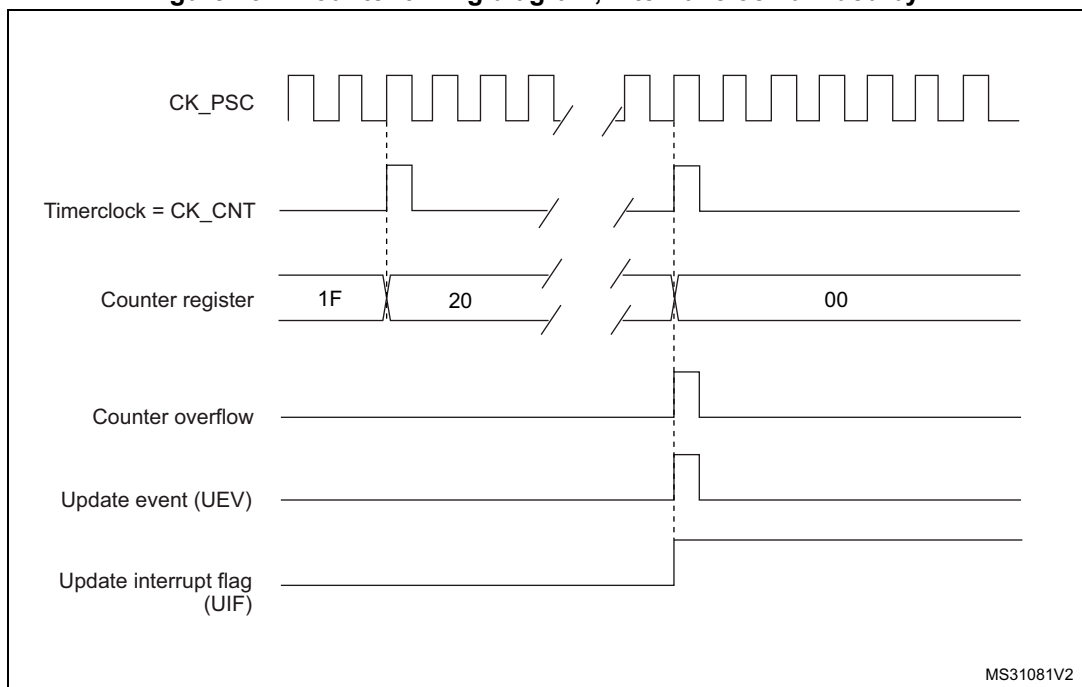 CK_PSC
Timerclock = CK_CNT
Counter register
1F
20
00
Counter overflow
Update event (UEV)
Update interrupt flag
(UIF)
MS31081V2